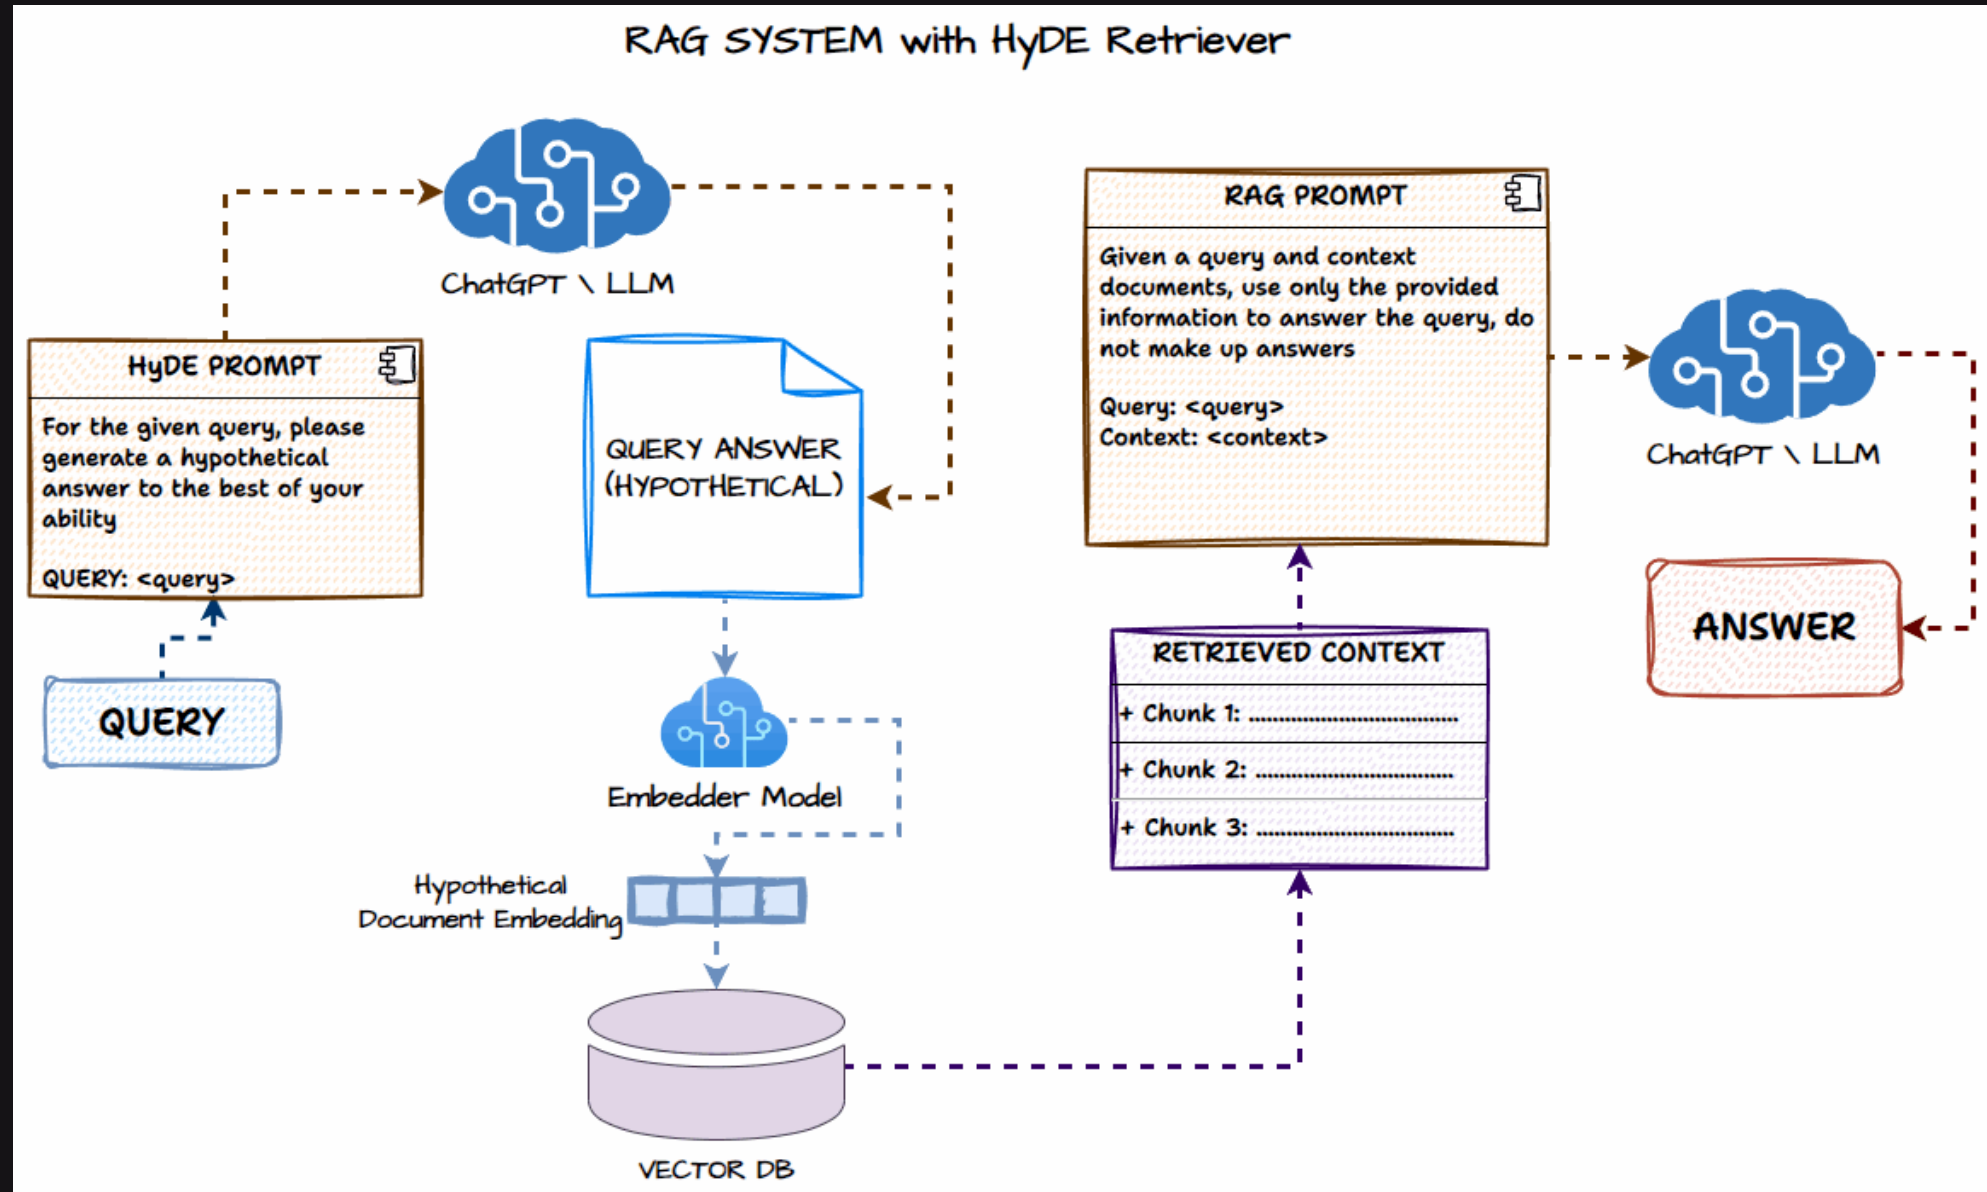 RAG SYSTEM with HyDE Retriever
ChatGPT \ LLM
HyDE PROMPT
For the given query, please
generate a hypothetical
answer to the best of your
ability
QUERY: <query>
QUERY
QUERY ANSWER
(HYPOTHETICAL)
Embedder Model
Hypothetical
Document Embedding
VECTOR DB
RAG PROMPT
Given a query and context
documents, use only the provided
information to answer the query, do
not make up answers
Query: <query>
Context: <context>
RETRIEVED CONTEXT
+ Chunk 1: ...................................
+ Chunk 2: .................................
+ Chunk 3: .................................
ChatGPT \ LLM
ANSWER